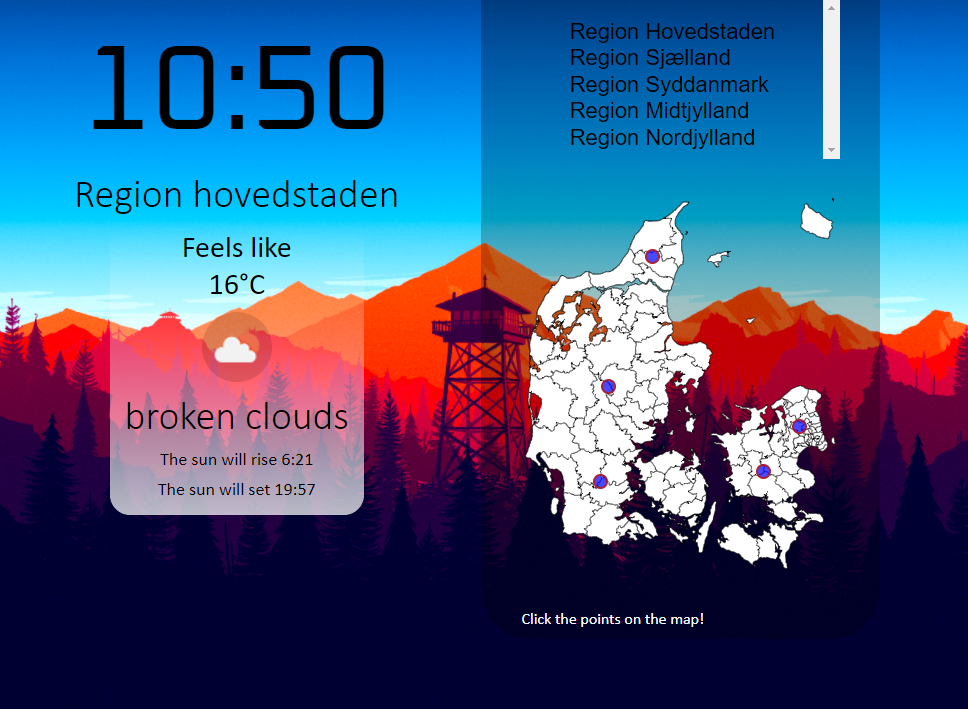 10:50
Region hovedstaden
Feels like
16°C
broken clouds
The sun will rise 6:21
The sun will set 19:57
Region Hovedstaden
Region Sjælland
Region Syddanmark
Region Midtjylland
Region Nordjylland
Click the points on the map!